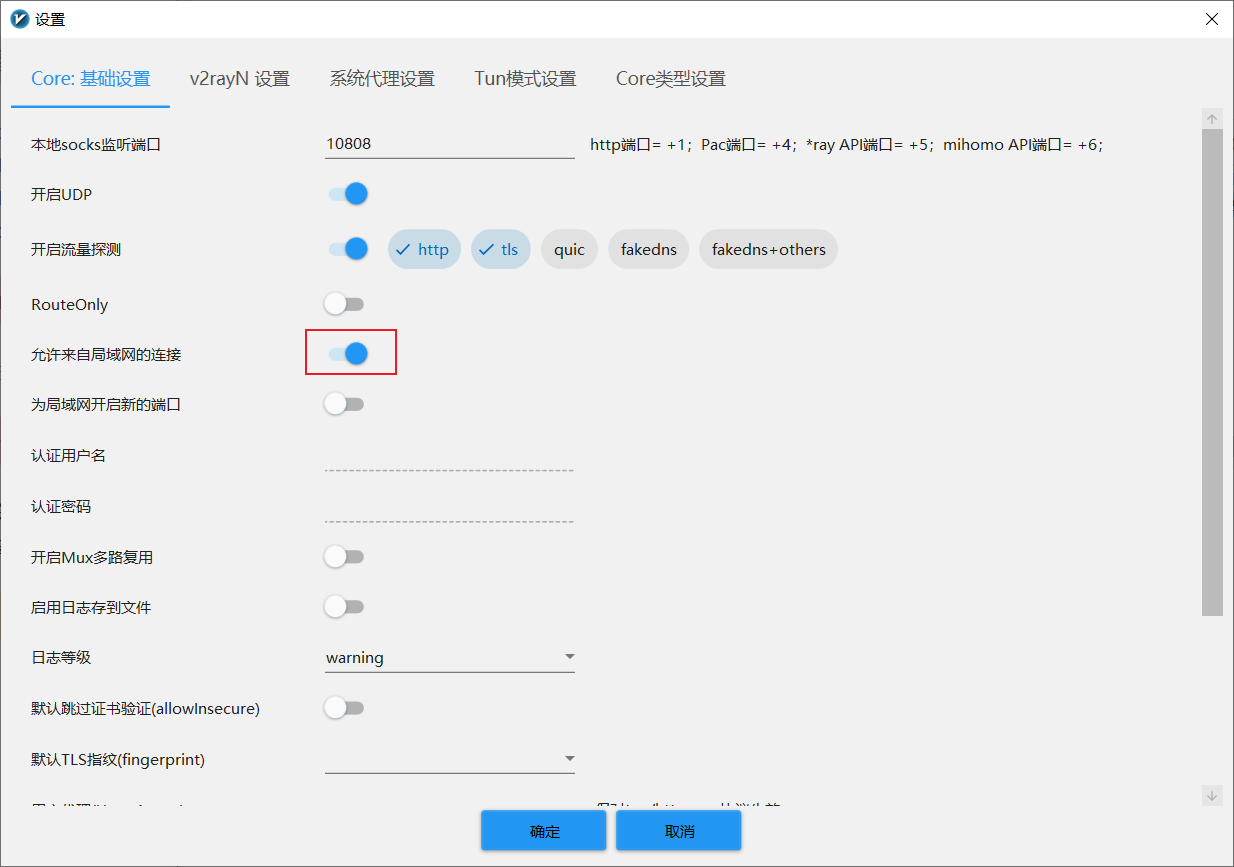 设置
Core: 基础设置 v2rayN 设置 系统代理设置 Tun模式设置 Core类型设置
本地socks监听端口 10808 http端口= +1；Pac端口= +4；*ray API端口= +5；mihomo API端口= +6；
开启UDP
开启流量探测 http tls quic fakedns fakedns+others
RouteOnly
允许来自局域网的连接
为局域网开启新的端口
认证用户名
认证密码
开启Mux多路复用
启用日志存到文件
日志等级 warning
默认跳过证书验证(allowInsecure)
默认TLS指纹(fingerprint)
确定 取消